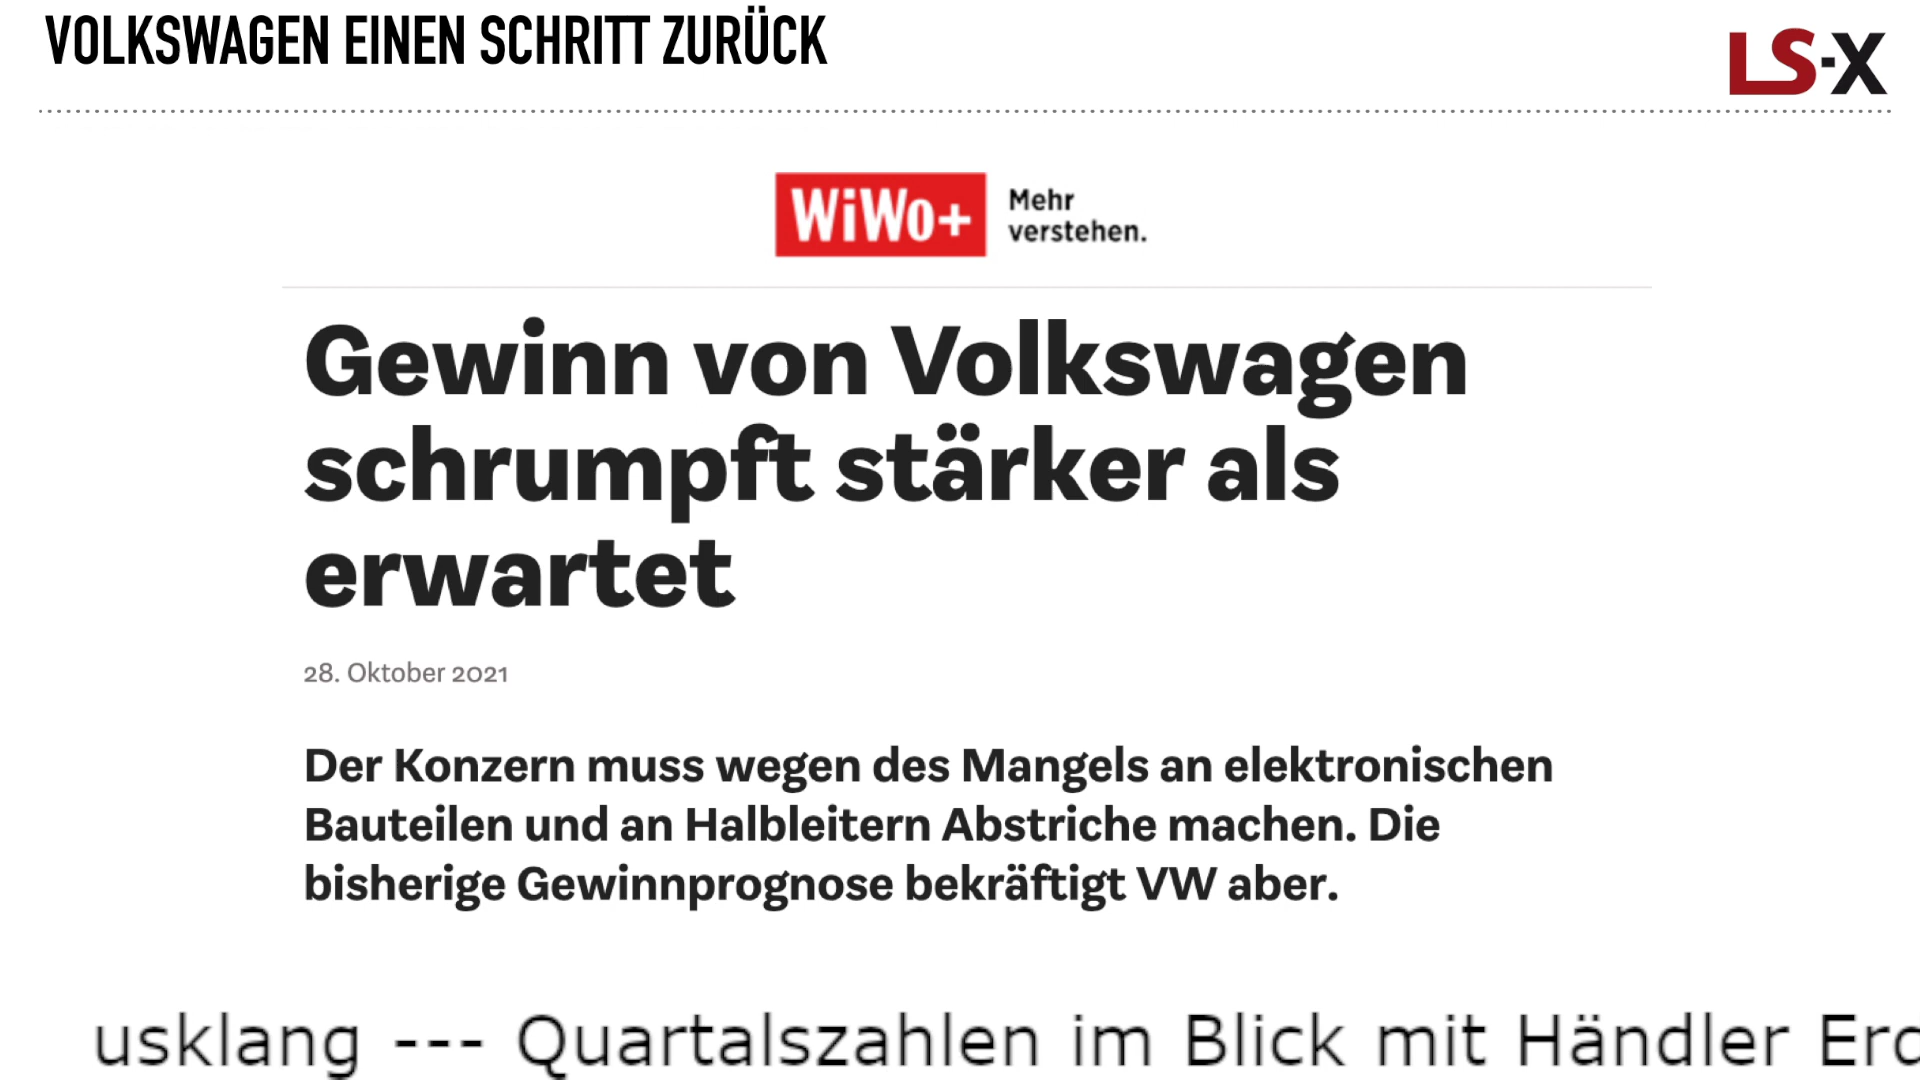 VOLKSWAGEN EINEN SCHRITT ZURÜCK
LS-X
WiWo+
Mehr
verstehen.
Gewinn von Volkswagen
schrumpft stärker als
erwartet
28. Oktober 2021
Der Konzern muss wegen des Mangels an elektronischen
Bauteilen und an Halbleitern Abstriche machen. Die
bisherige Gewinnprognose bekräftigt VW aber.
usklang --- Quartalszahlen im Blick mit Händler